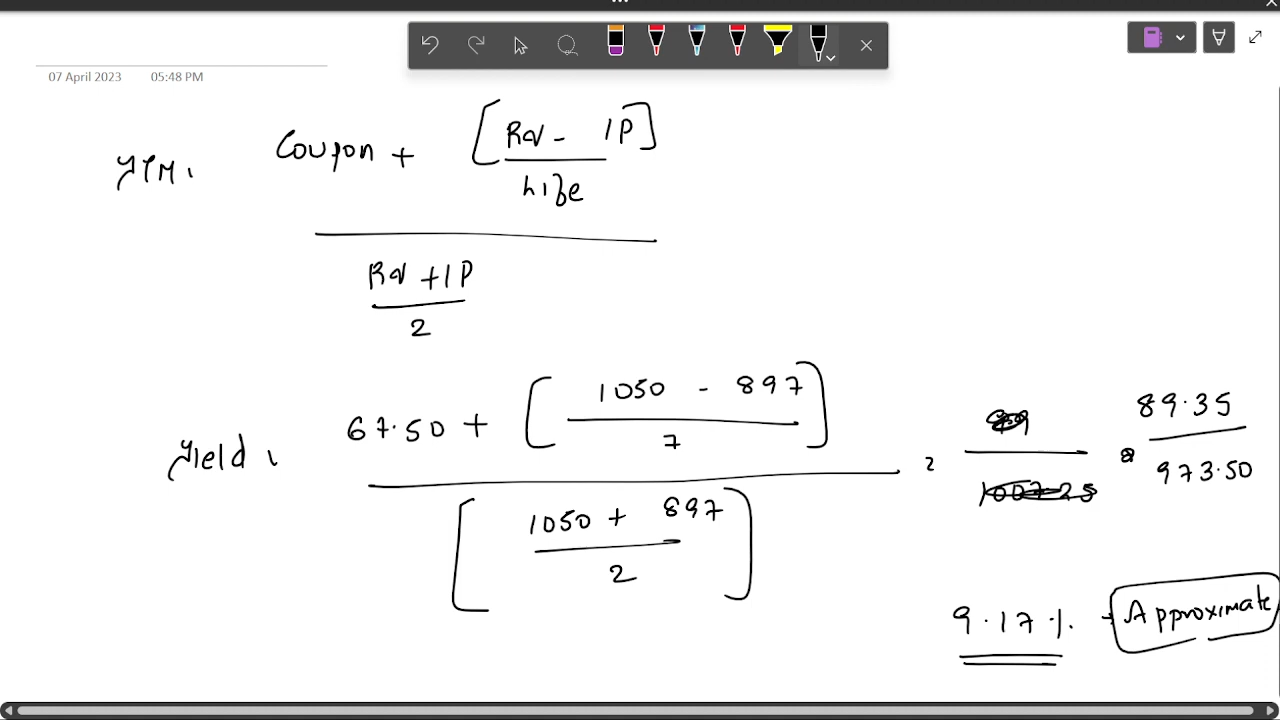 07 April 2023 05:48 PM
YTM. Coupon + [RV - IP]
Life
RV + IP
2
Yield. 67.50 + [1050 - 897]
7
[1050 + 897]
2
= 89.35
973.50
9.17% → Approximate